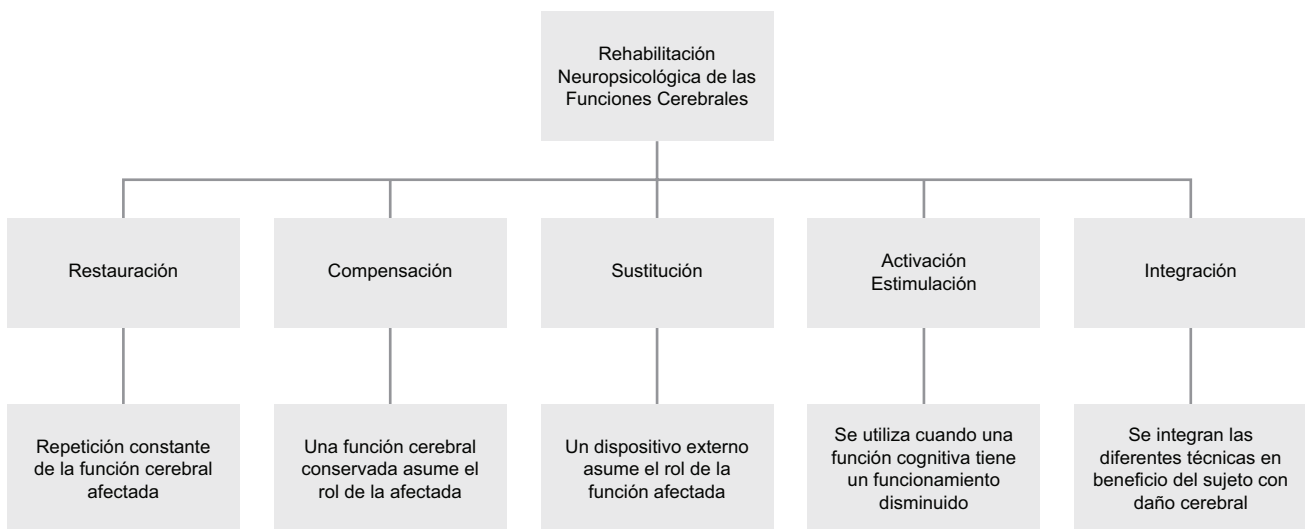 Rehabilitación
Neuropsicológica de las
Funciones Cerebrales
Restauración
Compensación
Sustitución
Activación
Estimulación
Integración
Repetición constante
de la función cerebral
afectada
Una función cerebral
conservada asume el
rol de la afectada
Un dispositivo externo
asume el rol de la
función afectada
Se utiliza cuando una
función cognitiva tiene
un funcionamiento
disminuido
Se integran las
diferentes técnicas en
beneficio del sujeto con
daño cerebral